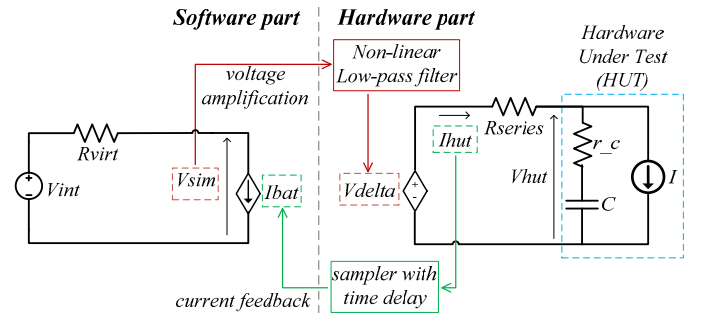 Software part
Hardware part
Hardware
Under Test
(HUT)
Non-linear
Low-pass filter
voltage
amplification
Rvirt
Rseries
Ihut
r_c
Vint
+
-
Vsim
Ibat
Vdelta
+
-
Vhut
I
C
sampler with
time delay
current feedback